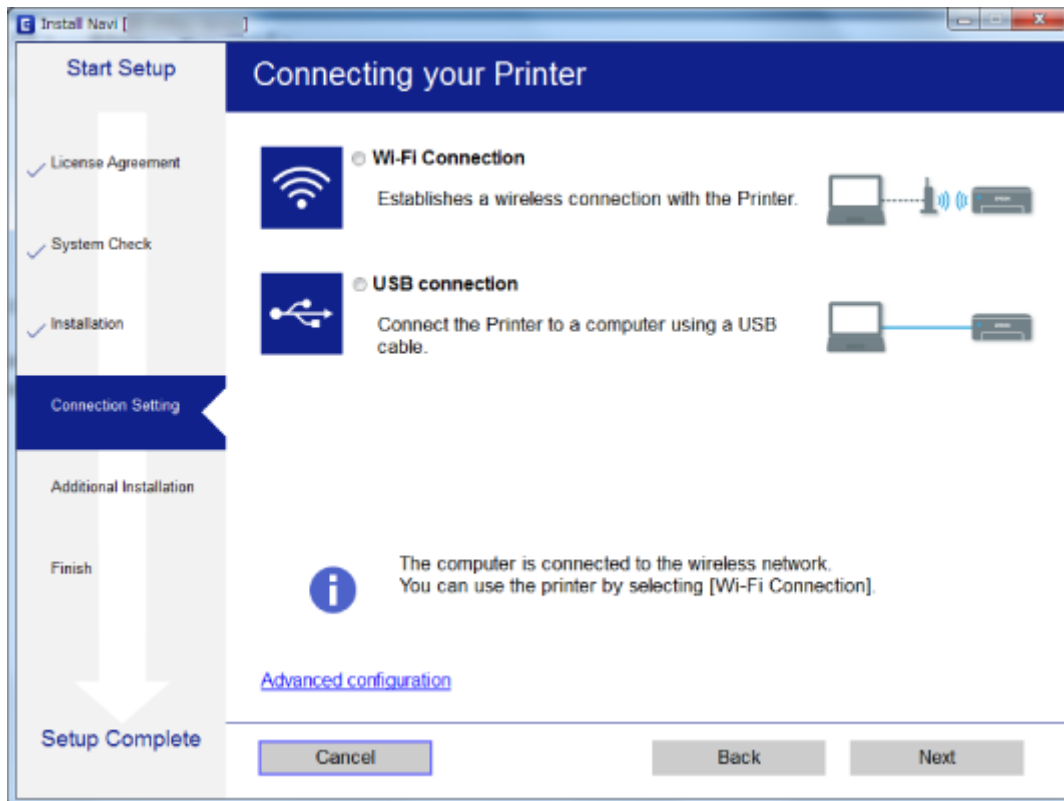 Install Navi [ ]
Start Setup
Connecting your Printer
License Agreement
System Check
Installation
Connection Setting
Additional Installation
Finish
Setup Complete
Wi-Fi Connection
Establishes a wireless connection with the Printer.
USB connection
Connect the Printer to a computer using a USB
cable.
The computer is connected to the wireless network.
You can use the printer by selecting [Wi-Fi Connection].
Advanced configuration
Cancel
Back
Next